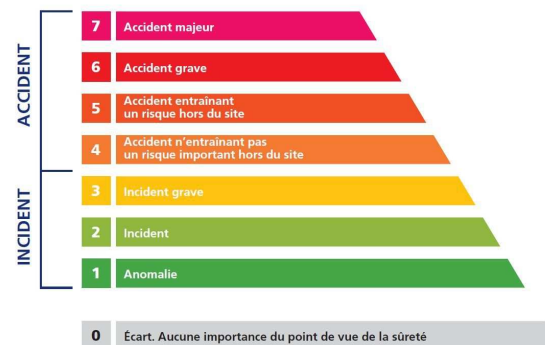 ACCIDENT
7 Accident majeur
6 Accident grave
5 Accident entraînant
un risque hors du site
4 Accident n'entraînant pas
un risque important hors du site
INCIDENT
3 Incident grave
2 Incident
1 Anomalie
0 Écart. Aucune importance du point de vue de la sûreté